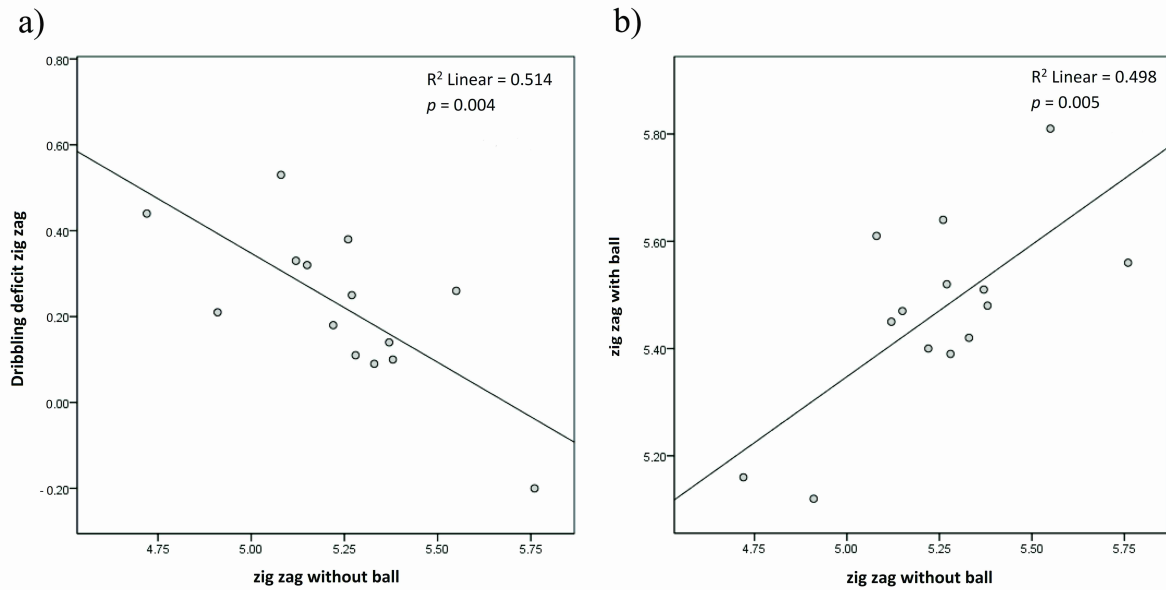 a)
R² Linear = 0.514
p = 0.004
Dribbling deficit zig zag
0.80
0.60
0.40
0.20
0.00
- 0.20
4.75 5.00 5.25 5.50 5.75
zig zag without ball
b)
R² Linear = 0.498
p = 0.005
zig zag with ball
5.80
5.60
5.40
5.20
4.75 5.00 5.25 5.50 5.75
zig zag without ball